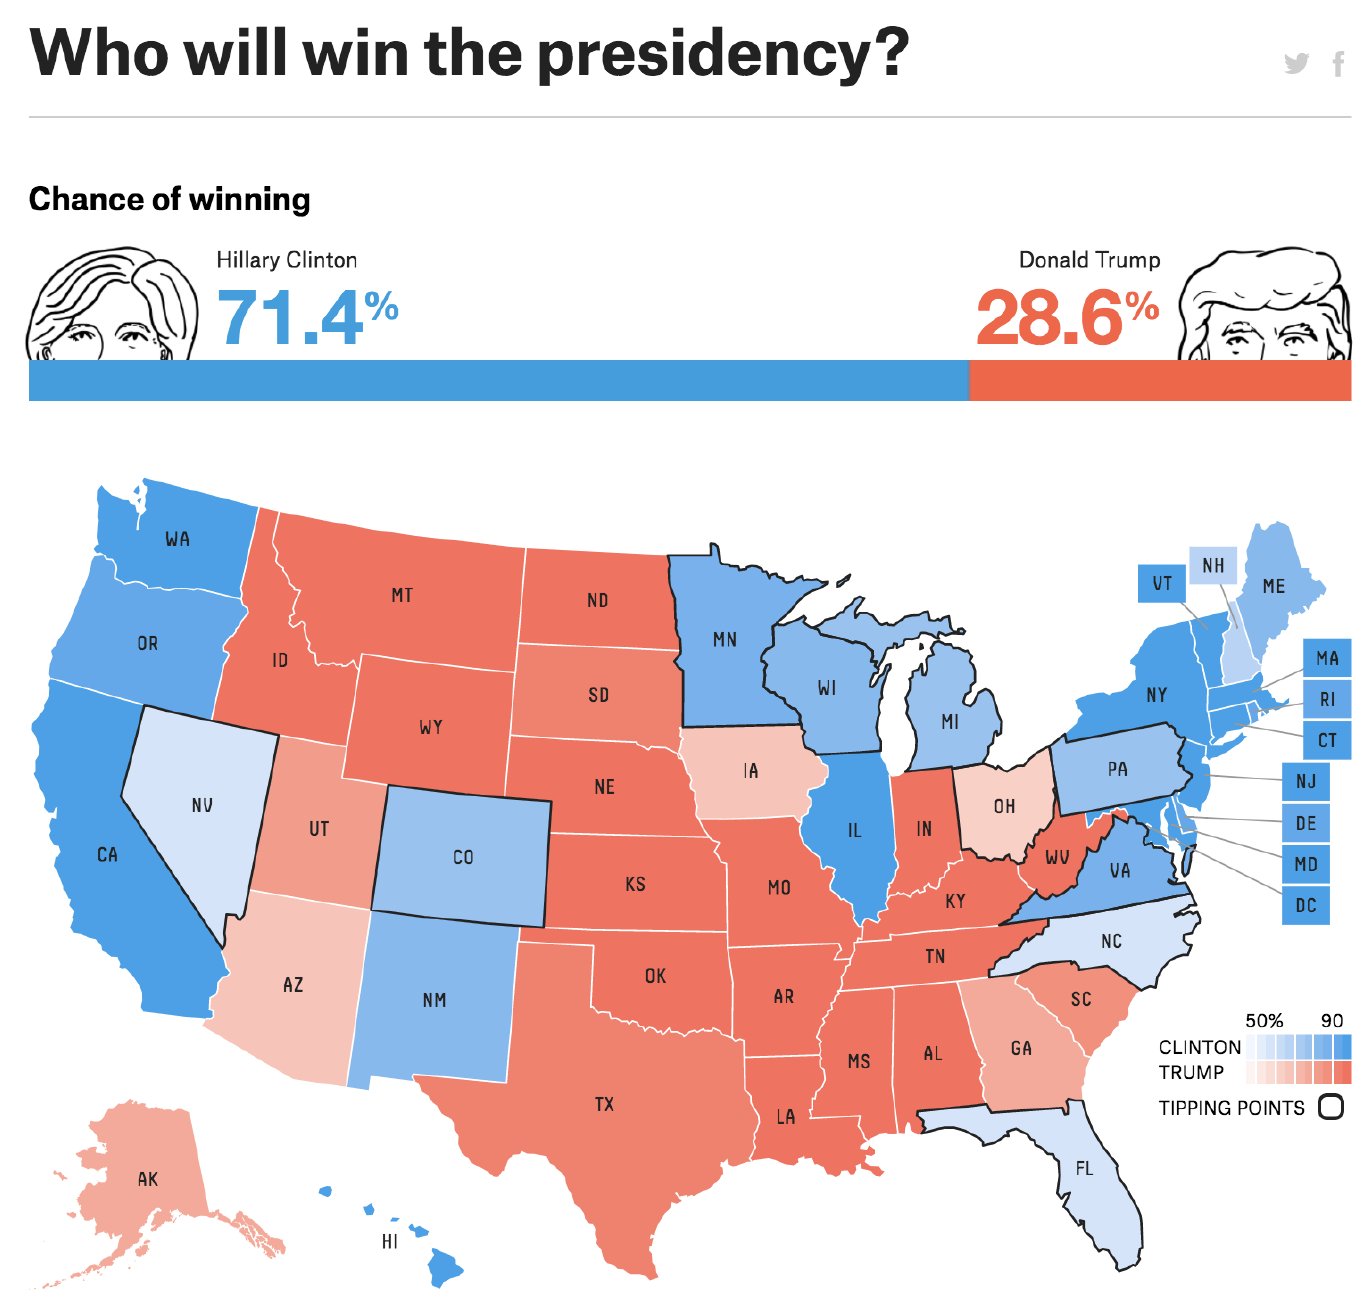 Who will win the presidency?
Chance of winning
Hillary Clinton
Donald Trump
71.4%
28.6%
WA
MT
ND
MN
VT
NH
ME
OR
ID
SD
WI
MI
NY
MA
RI
CT
WY
NV
UT
CO
NE
IA
IL
IN
OH
PA
NJ
DE
MD
DC
CA
KS
MO
KY
WV
VA
AZ
NM
OK
AR
TN
NC
SC
MS
AL
GA
TX
LA
FL
AK
HI
50% 90
CLINTON
TRUMP
TIPPING POINTS